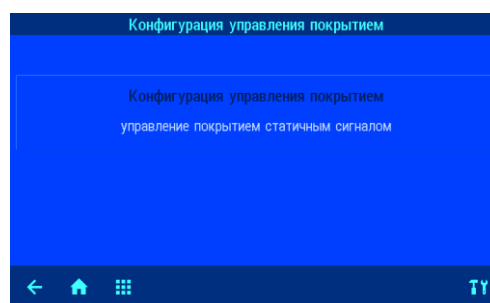 Конфигурация управления покрытием
Конфигурация управления покрытием
управление покрытием статичным сигналом